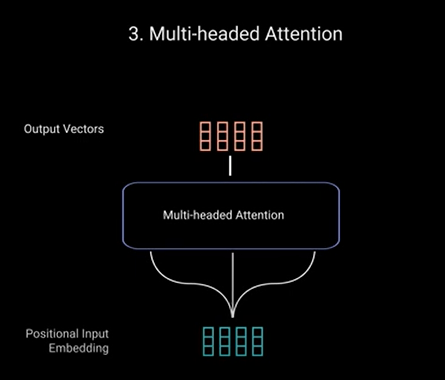 3. Multi-headed Attention
Output Vectors
Multi-headed Attention
Positional Input
Embedding